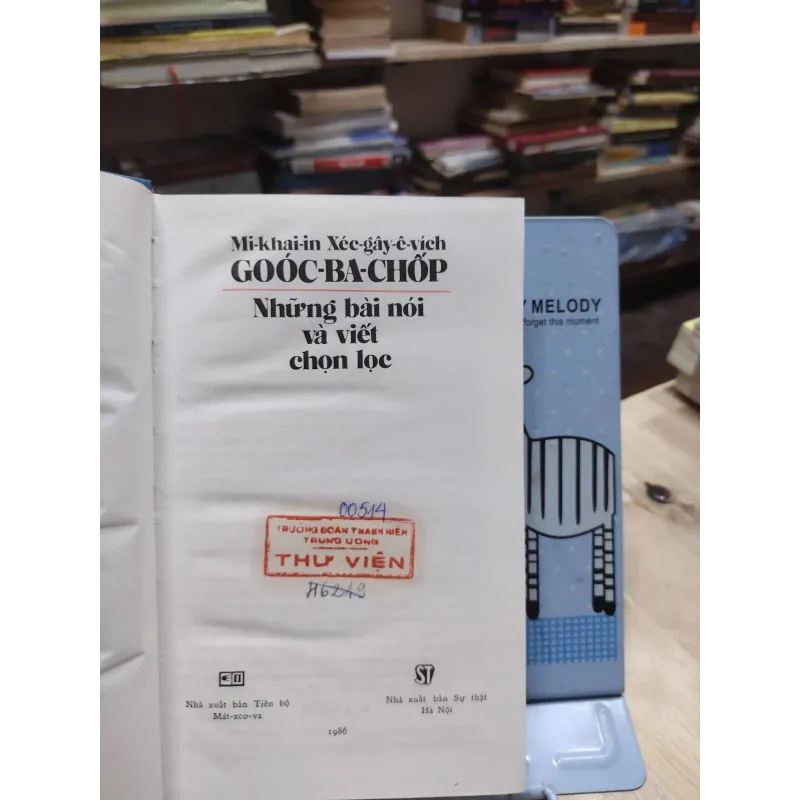 Mi-khai-in Xéc-gây-ê-vích
GOÓC-BA-CHỐP
Những bài nói
và viết
chọn lọc
00514
TRƯỜNG ĐOÀN THANH NIÊN
TRUNG ƯƠNG
THƯ VIỆN
ST
Nhà xuất bản Tiến bộ
Mát-xcơ-va
Nhà xuất bản Sự thật
Hà Nội
1986
Y MELODY
forget this moment